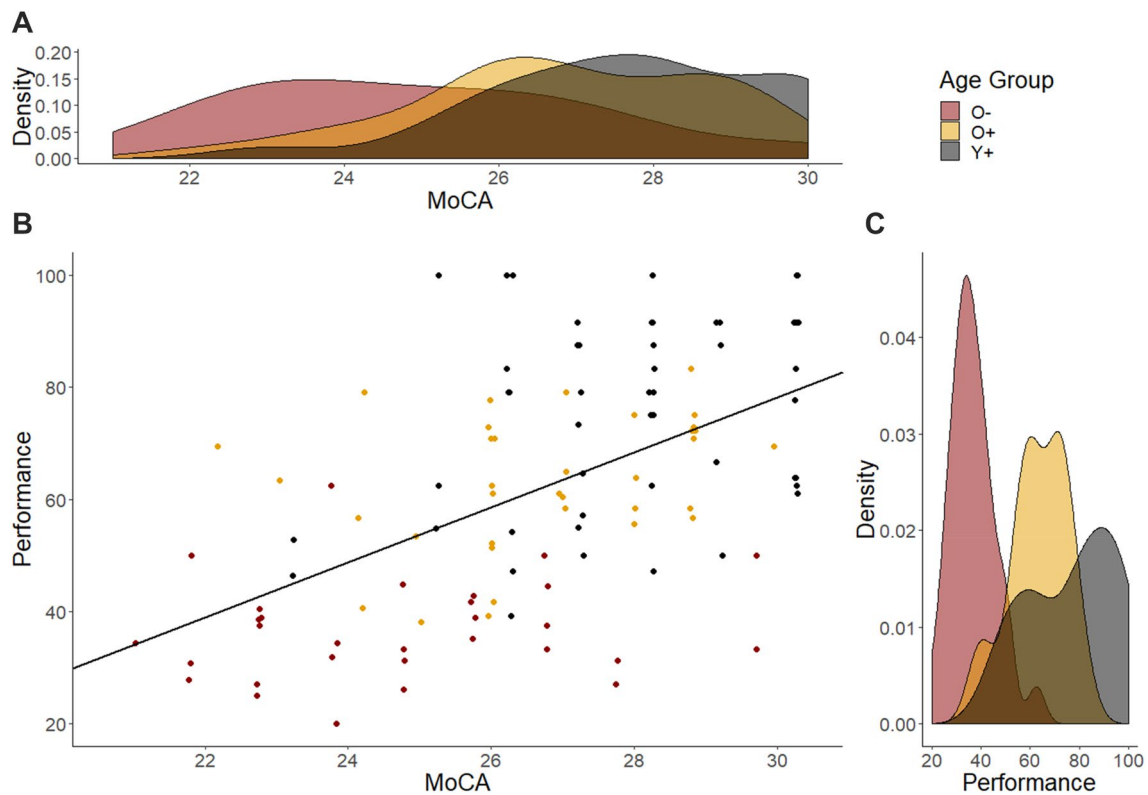 A
Density
0.20
0.15
0.10
0.05
0.00
22 24 26 28 30
MoCA
Age Group
O-
O+
Y+
B
Performance
100
80
60
40
20
22 24 26 28 30
MoCA
C
Density
0.04
0.03
0.02
0.01
0.00
20 40 60 80 100
Performance